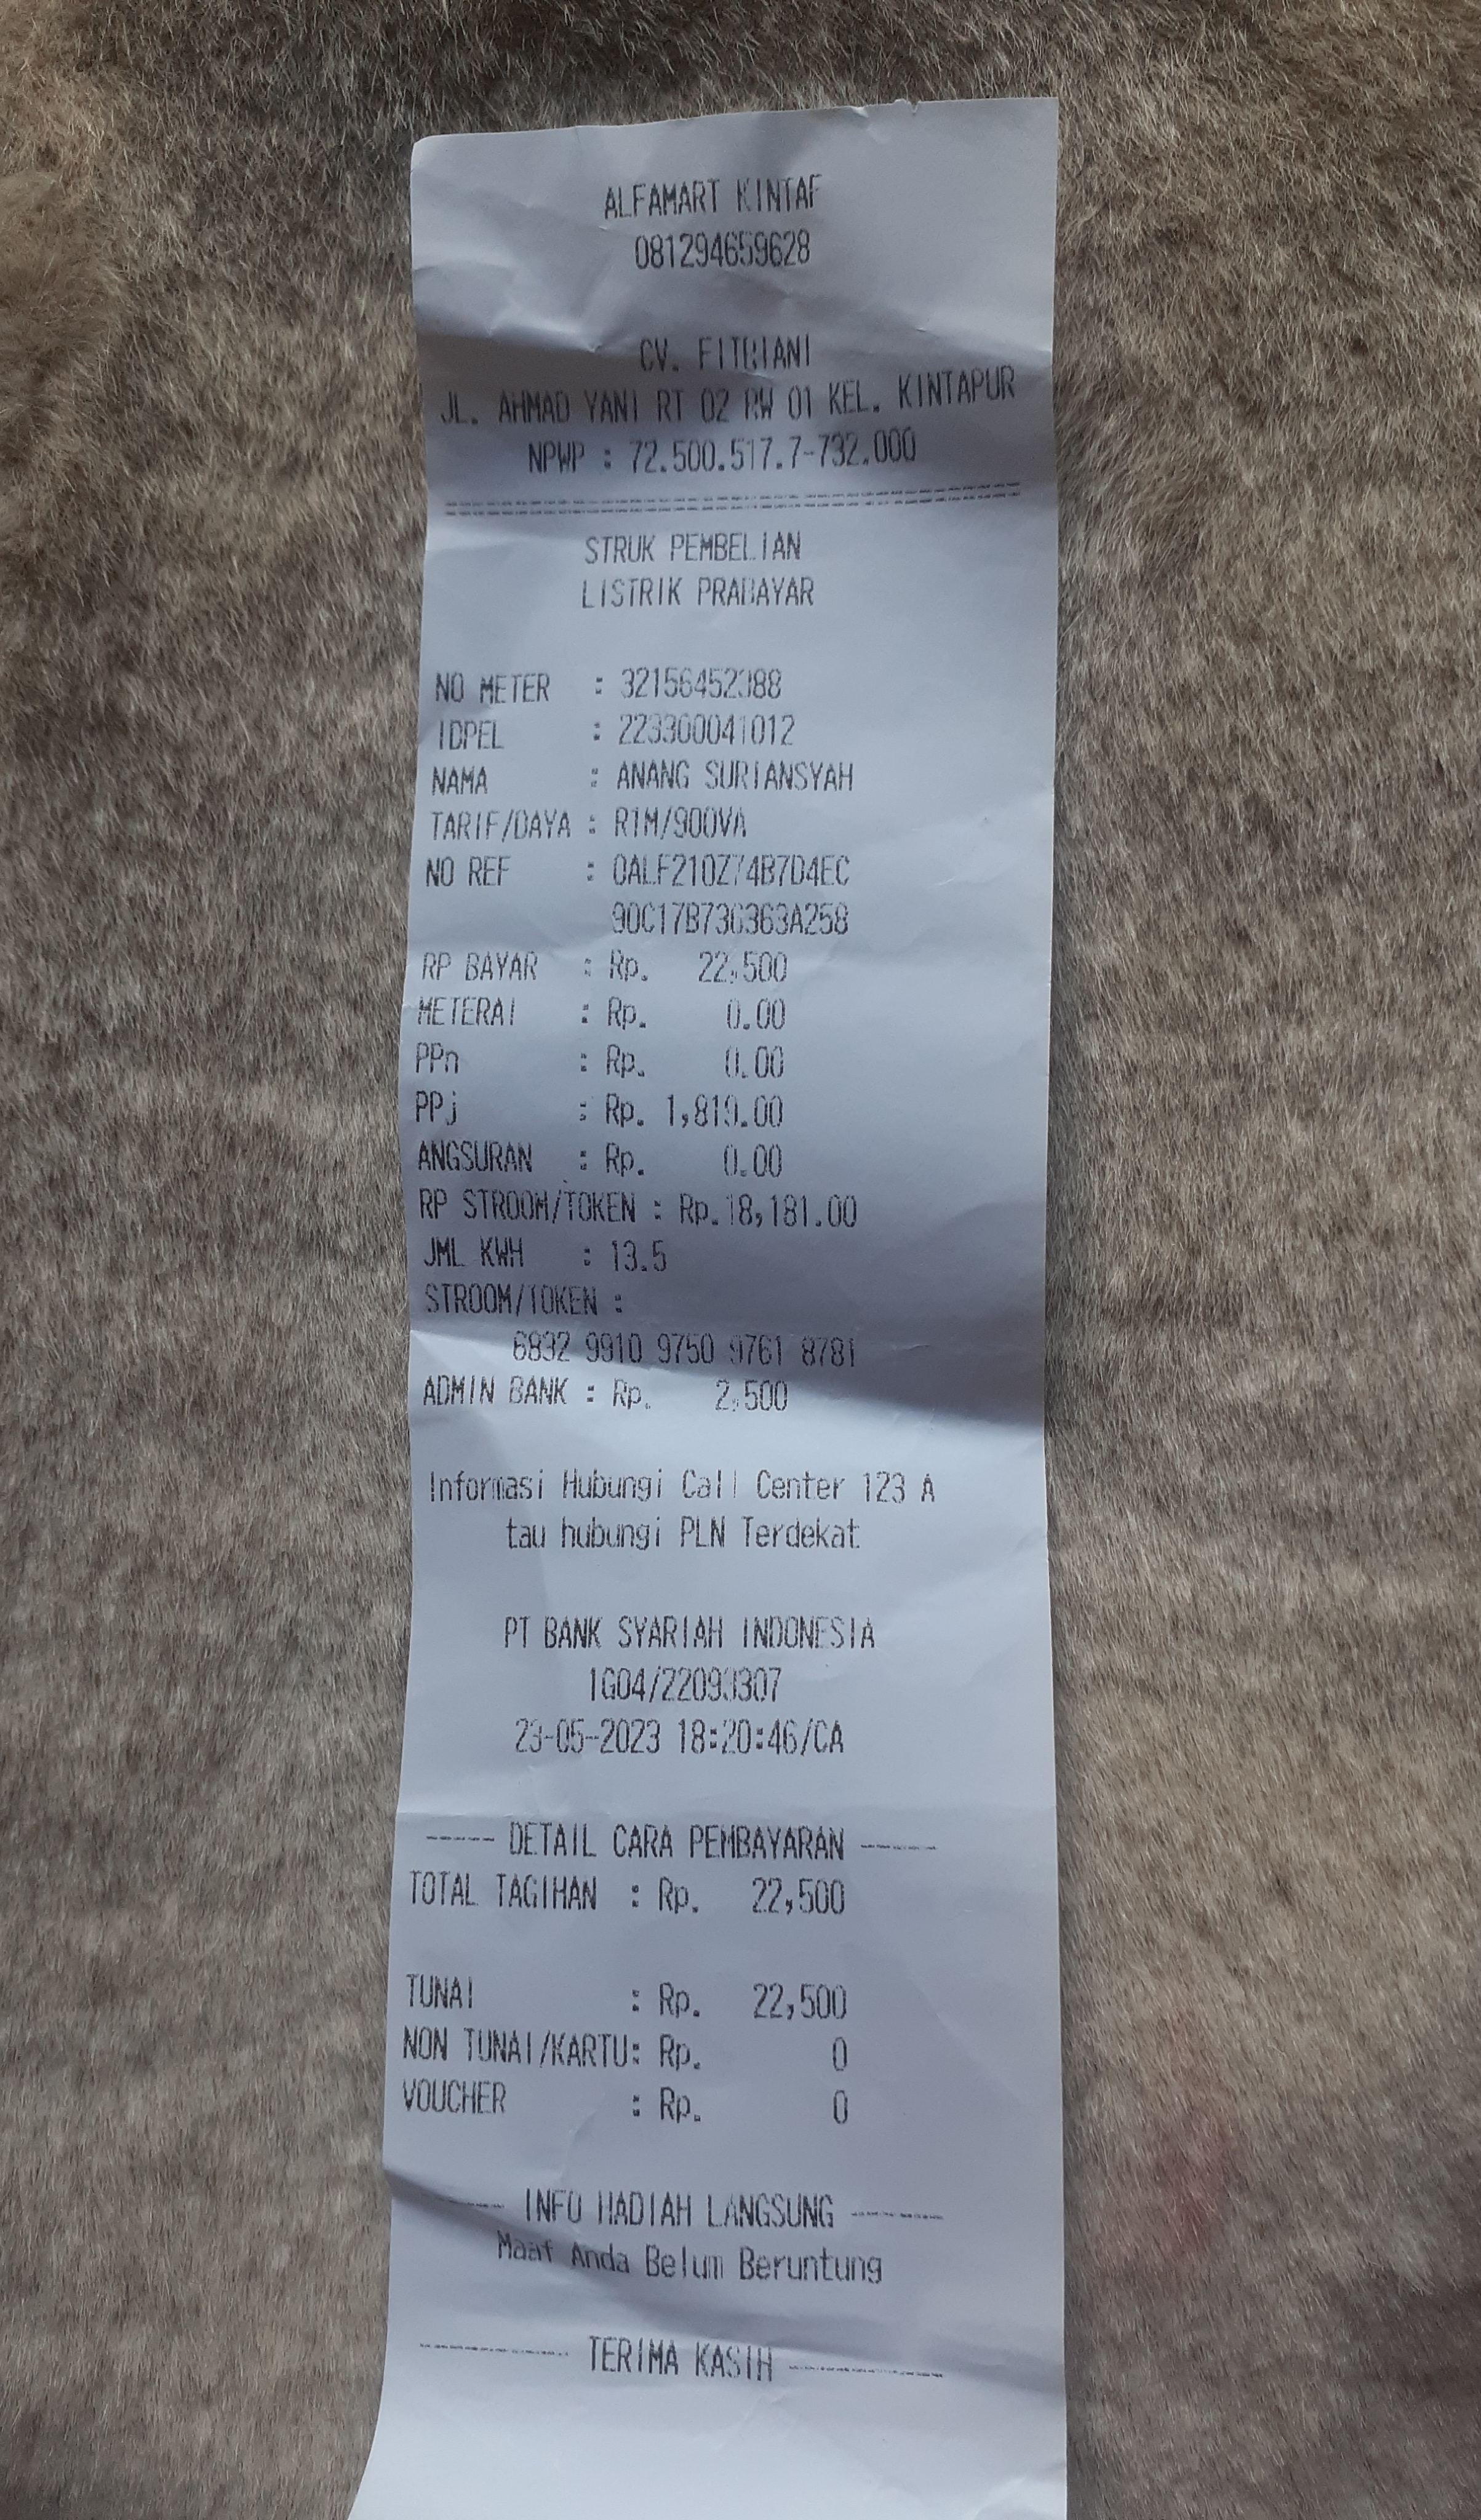 ALFAMART KINTAP
081294659628
CV. FITRIANI
JL. AHMAD YANI RT 02 RW 01 KEL. KINTAPUR
NPWP : 72.500.517.7-732.000
STRUK PEMBELIAN
LISTRIK PRABAYAR
NO METER : 32156452388
IDPEL : 223300041012
NAMA : ANANG SURIANSYAH
TARIF/DAYA : R1M/900VA
NO REF : 0ALF210Z74B7D4EC
90C17B736363A258
RP BAYAR : Rp. 22,500
METERAI : Rp. 0.00
PPn : Rp. 0.00
PPj : Rp. 1,819.00
ANGSURAN : Rp. 0.00
RP STROOM/TOKEN : Rp.18,181.00
JML KWH : 13.5
STROOM/TOKEN :
6832 9910 9750 9761 8781
ADMIN BANK : Rp. 2,500
Informasi Hubungi Call Center 123 A
tau hubungi PLN Terdekat
PT BANK SYARIAH INDONESIA
1G04/22093307
23-05-2023 18:20:46/CA
----- DETAIL CARA PEMBAYARAN -----
TOTAL TAGIHAN : Rp. 22,500
TUNAI : Rp. 22,500
NON TUNAI/KARTU: Rp. 0
VOUCHER : Rp. 0
----- INFO HADIAH LANGSUNG ------
Maaf Anda Belum Beruntung
---------- TERIMA KASIH ----------